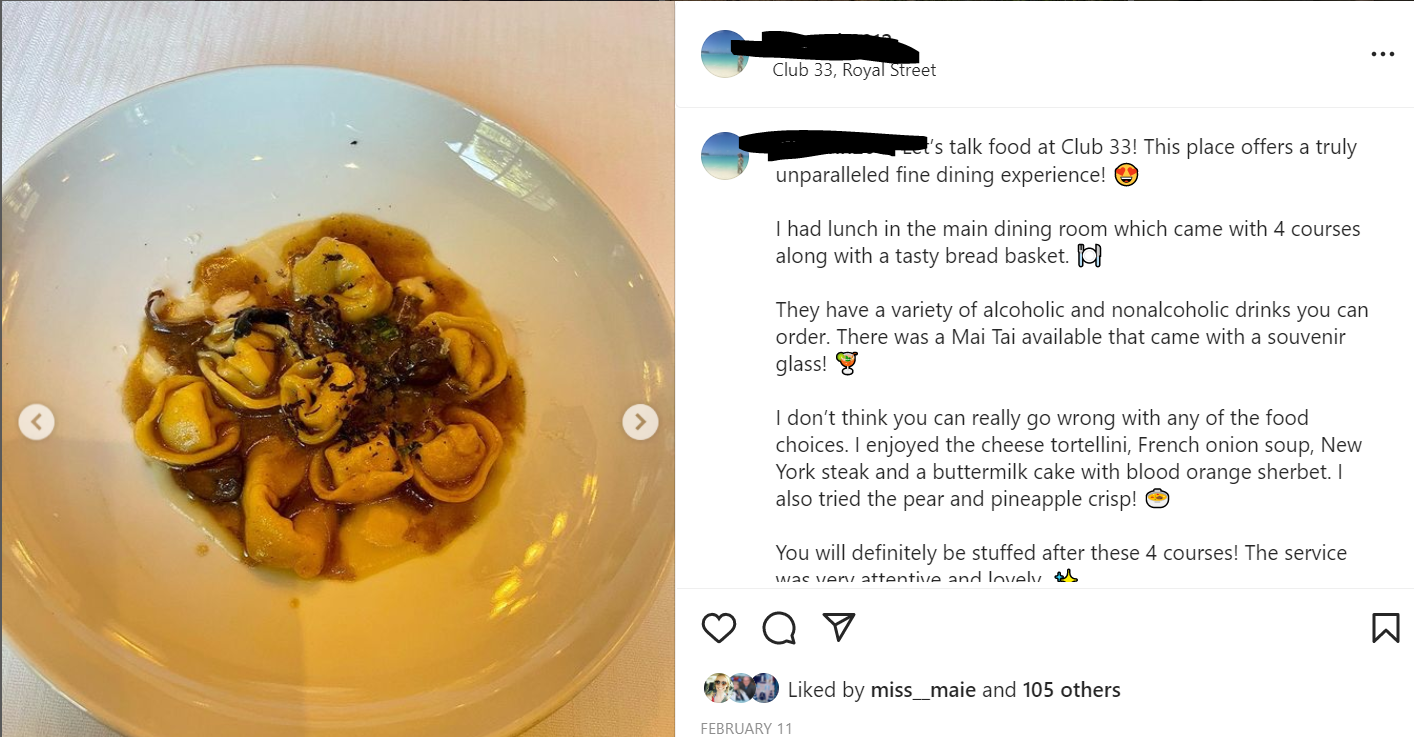 Club 33, Royal Street
Let's talk food at Club 33! This place offers a truly
unparalleled fine dining experience! 😍
I had lunch in the main dining room which came with 4 courses
along with a tasty bread basket. 🍽
They have a variety of alcoholic and nonalcoholic drinks you can
order. There was a Mai Tai available that came with a souvenir
glass! 🍹
I don't think you can really go wrong with any of the food
choices. I enjoyed the cheese tortellini, French onion soup, New
York steak and a buttermilk cake with blood orange sherbet. I
also tried the pear and pineapple crisp! 🍲
You will definitely be stuffed after these 4 courses! The service
was very attentive and lovely. ✨
Liked by miss__maie and 105 others
FEBRUARY 11